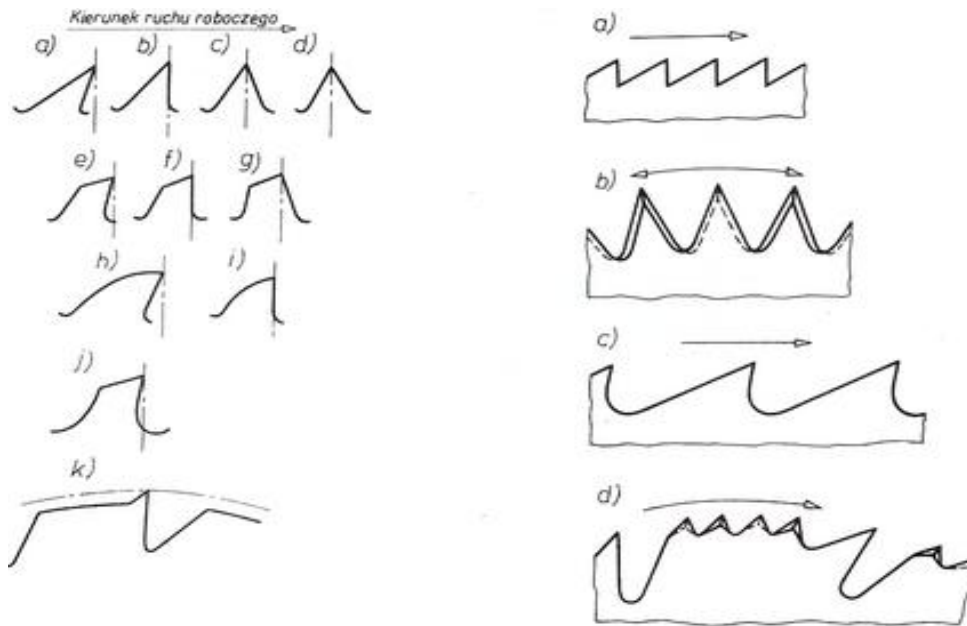 Kierunek ruchu roboczego
a) b) c) d)
e) f) g)
h) i)
j)
k)
a)
b)
c)
d)